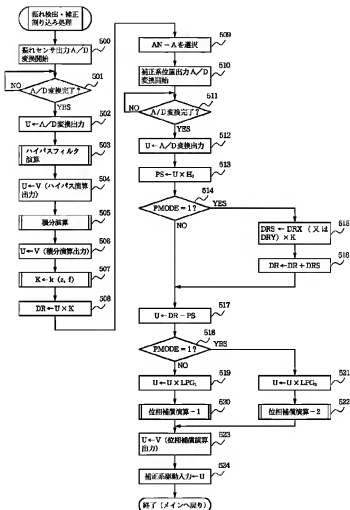 振れ検出・補正
割り込み処理
500
振れセンサ出力A/D
変換開始
501
NO
A/D変換完了?
YES
502
U←A/D変換出力
503
ハイパスフィルタ
演算
504
U←V (ハイパス演算
出力)
505
積分演算
506
U←V (積分演算出力)
507
K←k (z, f)
508
DR←U×K
509
AN-Aを選択
510
補正系位置出力A/D
変換開始
511
NO
A/D変換完了?
YES
512
U←A/D変換出力
513
514
PMODE=1?
YES
NO
515
DRS←DRX (又は
DRY)×K
516
DR←DR+DRS
517
U←DR-PS
518
PMODE=1?
YES
NO
519
U←U×LPG₁
521
520
位相補償演算-1
522
位相補償演算-2
523
U←V (位相補償演算
出力)
524
補正系駆動入力←U
終了 (メインへ戻り)